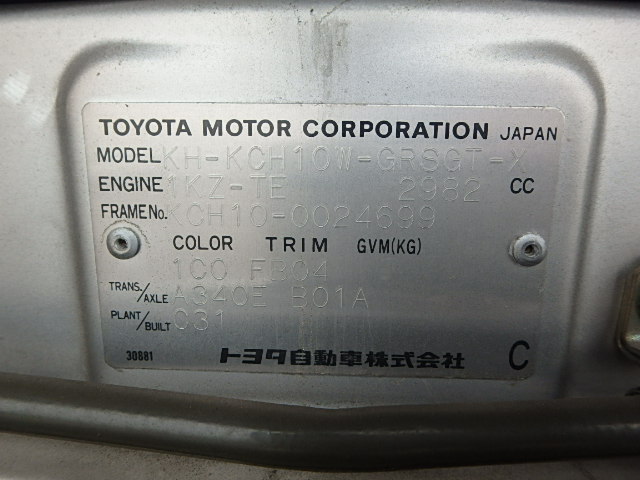 TOYOTA MOTOR CORPORATION JAPAN
MODEL KH-KCH10W-GRSGT-X
ENGINE 1KZ-TE 2982 CC
FRAME No. KCH10-0024699
COLOR TRIM GVM(KG)
1C0 FB04
TRANS./AXLE A340E B01A
PLANT/BUILT C31
30881 トヨタ自動車株式会社 C